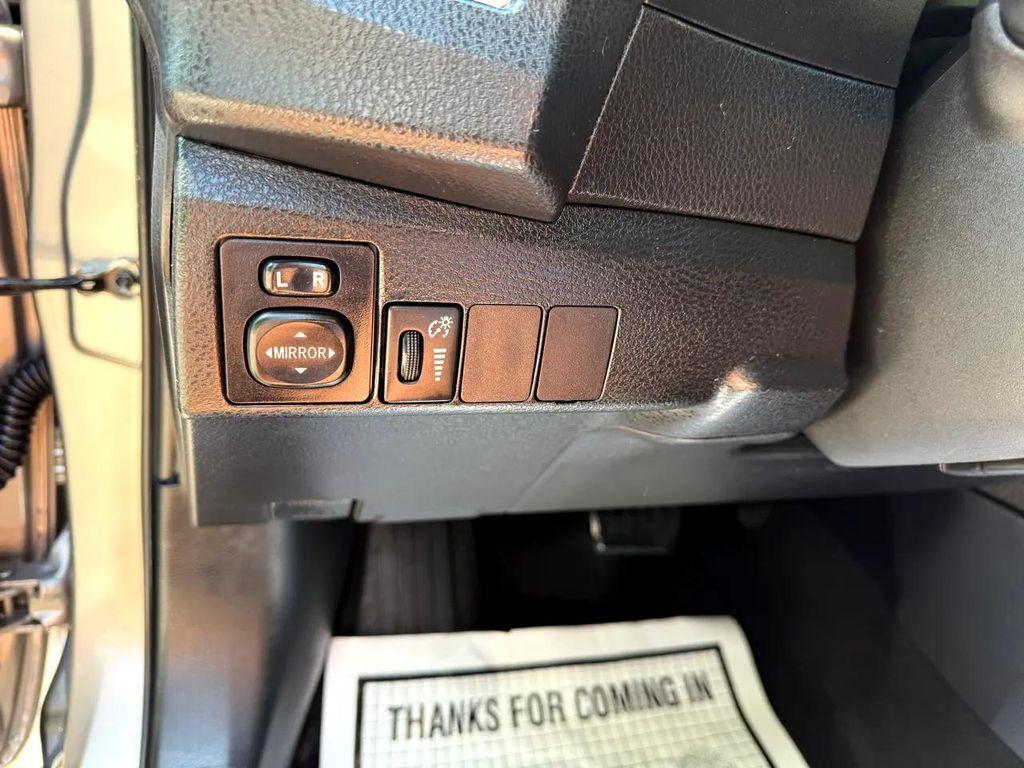 L R
MIRROR
THANKS FOR COMING IN